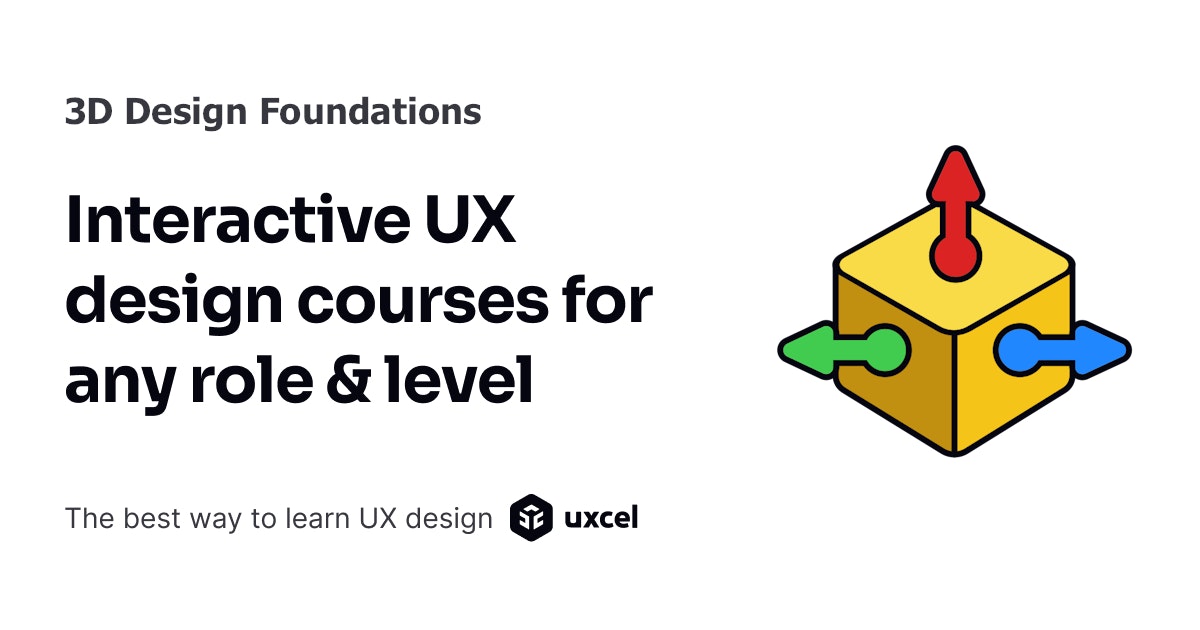 3D Design Foundations
Interactive UX
design courses for
any role & level
The best way to learn UX design uxcel